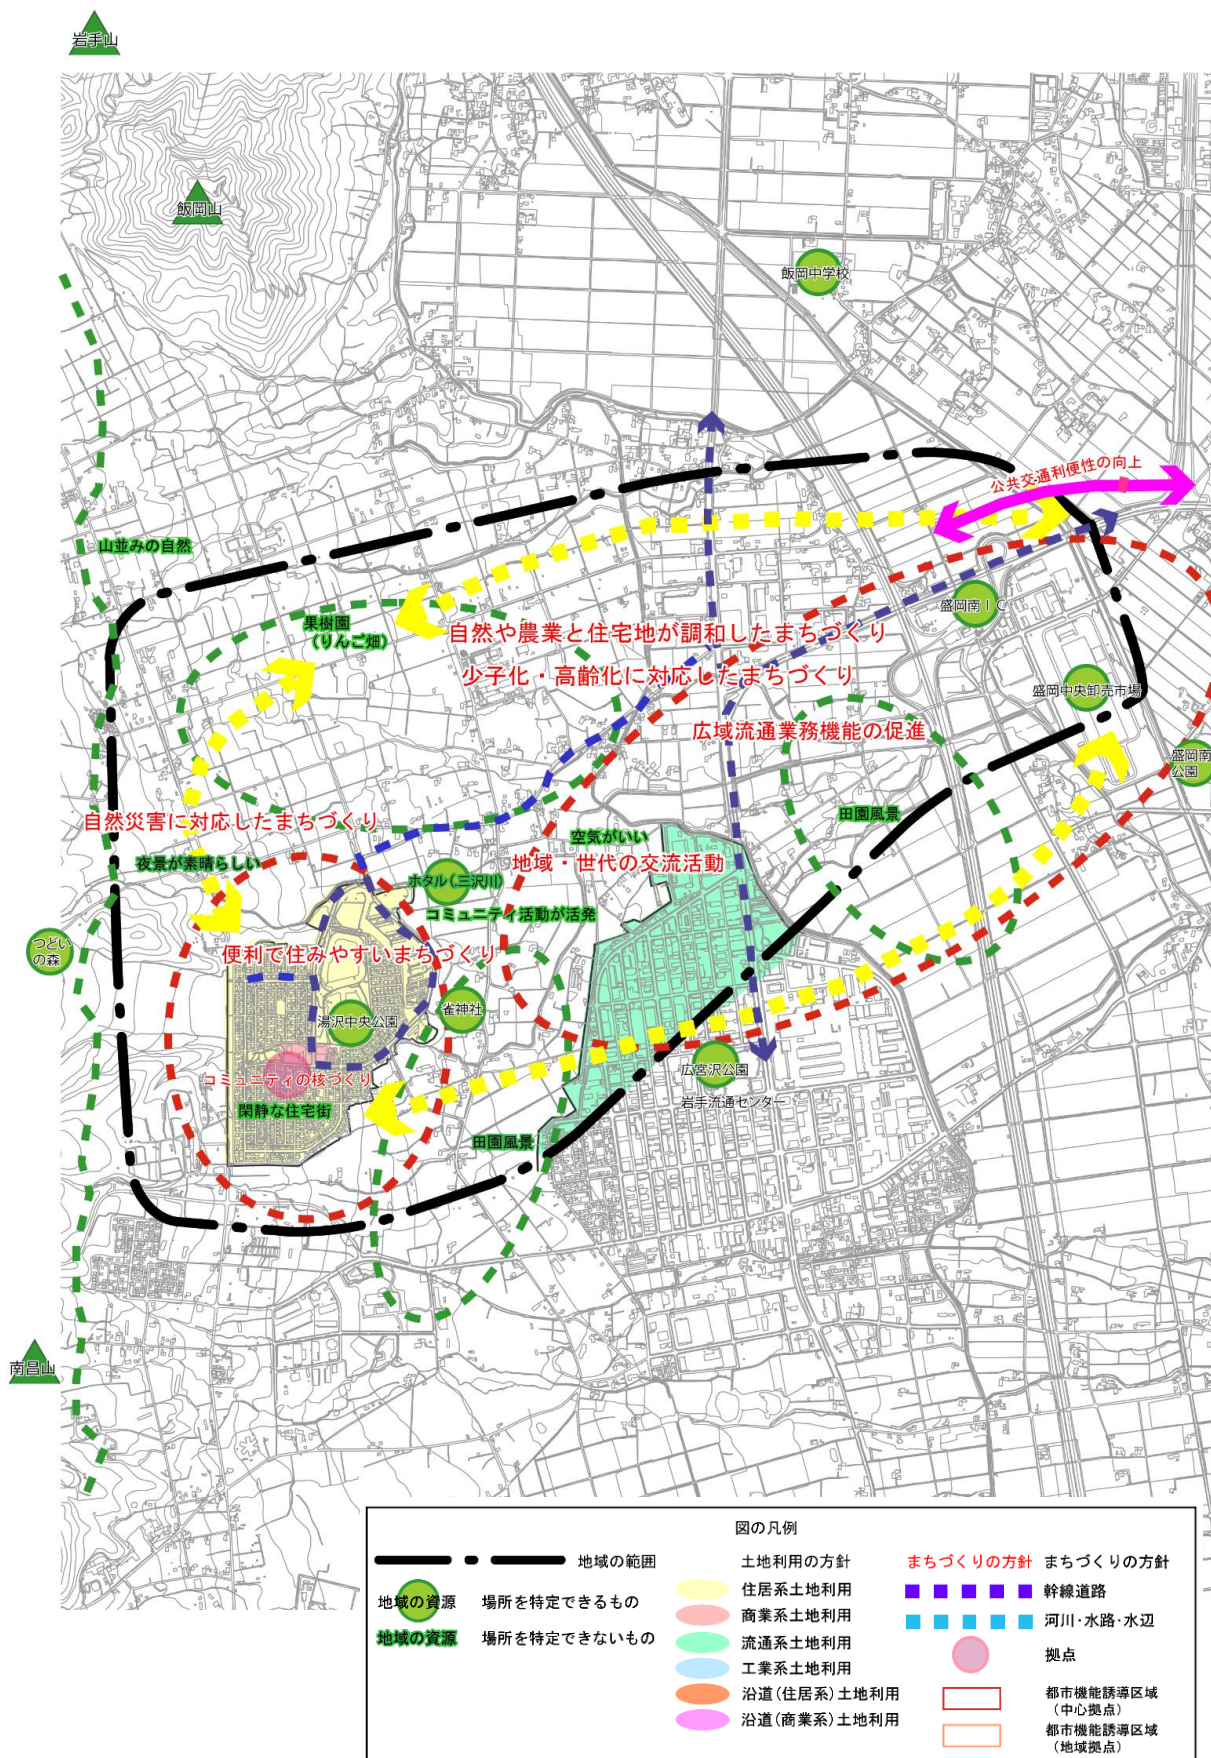 岩手山
飯岡山
飯岡中学校
公共交通利便性の向上
山並みの自然
盛岡南IC
果樹園
(りんご畑)
自然や農業と住宅地が調和したまちづくり
少子化・高齢化に対応したまちづくり
盛岡中央卸売市場
広域流通業務機能の促進
盛岡南
公園
自然災害に対応したまちづくり
田園風景
空気がいい
夜景が素晴らしい
地域・世代の交流活動
ホタル(三沢川)
コミュニティ活動が活発
つどい
の森
便利で住みやすいまちづくり
湯沢中央公園
雀神社
コミュニティの核づくり
広宮沢公園
閑静な住宅街
岩手流通センター
田園風景
南昌山
図の凡例
地域の範囲
地域の資源 場所を特定できるもの
地域の資源 場所を特定できないもの
土地利用の方針
住居系土地利用
商業系土地利用
流通系土地利用
工業系土地利用
沿道(住居系)土地利用
沿道(商業系)土地利用
まちづくりの方針 まちづくりの方針
幹線道路
河川・水路・水辺
拠点
都市機能誘導区域
(中心拠点)
都市機能誘導区域
(地域拠点)